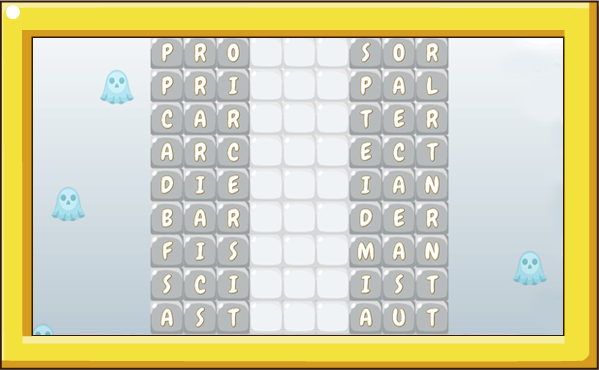 PRO SOR
PRI PAL
CAR TER
ARC ECT
DIE IAN
BAR DER
FIS MAN
SCI IST
AST AUT